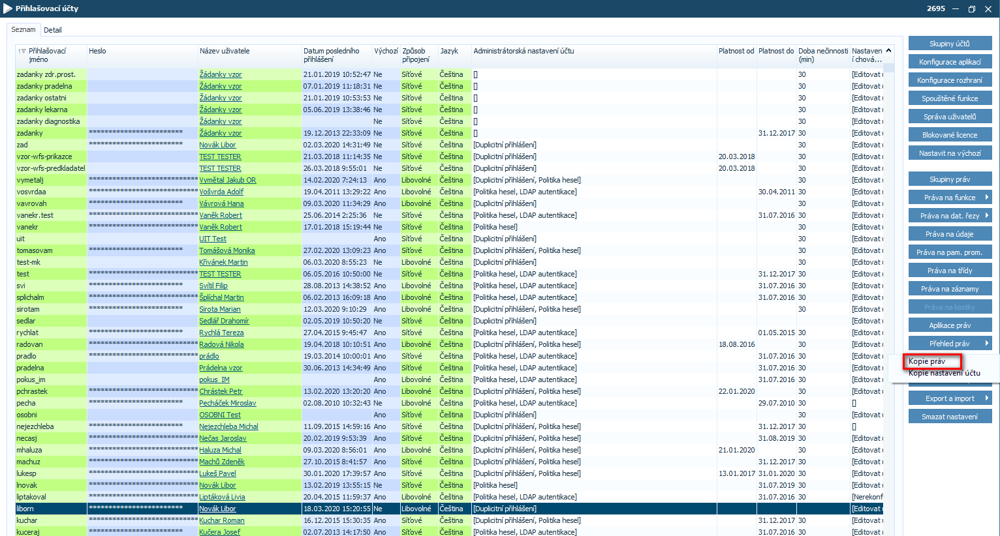 Přihlašovací účty 2695
Seznam Detail
Přihlašovací jméno Heslo Název uživatele Datum posledního přihlášení Výchozí Způsob připojení Jazyk Administrátorská nastavení účtu Platnost od Platnost do Doba nečinnosti (min) Nastavení chová...
zadanky zdr.prost. Žádanky vzor 21.01.2019 10:52:47 Ne Síťové Čeština [] 30 [Editovat
zadanky pradelna Žádanky vzor 07.01.2019 11:18:31 Ne Síťové Čeština [] 30 [Editovat
zadanky ostatni Žádanky vzor 21.01.2019 10:53:53 Ne Síťové Čeština [] 30 [Editovat
zadanky lekarna Žádanky vzor 05.06.2019 13:38:46 Ne Síťové Čeština [] 30 [Editovat
zadanky diagnostika Žádanky vzor Ne Síťové Čeština [] 30 [Editovat
zadanky ************************ Žádanky vzor 19.12.2013 22:33:09 Ne Síťové Čeština [] 31.12.2017 30 [Editovat
zad ************************ Novák Libor 02.03.2020 14:31:49 Ne Síťové Čeština [Duplicitní přihlášení] 30 [Editovat
vzor-wfs-prikazce TEST TESTER 21.03.2018 11:14:35 Ne Síťové Čeština [Duplicitní přihlášení] 20.03.2018 30 [Editovat
vzor-wfs-predkladatel TEST TESTER 26.03.2018 9:55:01 Ne Síťové Čeština [Duplicitní přihlášení] 20.03.2018 30 [Editovat
vymetalj **************************** Vymětal Jakub OR 14.02.2020 7:24:13 Ano Libovolné Čeština [Duplicitní přihlášení, Politika hesel] 30 [Editovat
vosvrdaa **************************** Vošvrda Adolf 19.04.2011 13:29:22 Ano Libovolné Čeština [Politika hesel, LDAP autentikace] 30.04.2011 30 [Editovat
vavrovah ************************ Vávrová Hana 09.03.2020 11:34:29 Ano Libovolné Čeština [Duplicitní přihlášení] 30 [Editovat
vanekr.test **************************** Vaněk Robert 25.06.2014 2:25:36 Ne Síťové Čeština [Politika hesel, LDAP autentikace] 31.07.2016 30 [Editovat
vanekr **************************** Vaněk Robert 17.01.2018 15:19:44 Ne Síťové Čeština [Politika hesel] 30 [Editovat
uit UIT Test Ano Síťové Čeština [Duplicitní přihlášení] 30 [Editovat
tomasovam ************************ Tomášová Monika 27.02.2020 13:09:23 Ano Síťové Čeština [Duplicitní přihlášení, Politika hesel] 30 [Editovat
test-mk Křivánek Martin 06.03.2020 8:55:23 Ne Libovolné Čeština [Duplicitní přihlášení] 30 [Editovat
test **************************** TEST TESTER 06.05.2016 10:50:00 Ne Síťové Čeština [Politika hesel, LDAP autentikace] 31.12.2017 30 [Editovat
svi ************************ Svítil Filip 28.08.2013 14:38:52 Ano Libovolné Čeština [Politika hesel, LDAP autentikace] 31.07.2016 30 [Editovat
splichalm **************************** Šplíchal Martin 06.02.2013 16:09:18 Ano Libovolné Čeština [Politika hesel, LDAP autentikace] 31.07.2016 30 [Editovat
sirotam ************************ Sirota Marian 12.03.2020 9:10:29 Ano Libovolné Čeština [Duplicitní přihlášení, Politika hesel] 30 [Editovat
sedlar Sedlář Drahomír 02.05.2019 10:50:20 Ne Síťové Čeština [Duplicitní přihlášení] [Editovat
rychlat ************************ Rychlá Tereza 27.04.2015 9:45:47 Ano Síťové Čeština [Politika hesel, LDAP autentikace] 01.05.2015 30 [Editovat
radovan **************************** Radová Nikola 19.04.2018 10:10:51 Ano Libovolné Čeština [Duplicitní přihlášení, Politika hesel] 18.08.2016 30 [Editovat
pradlo **************************** prádlo 19.03.2014 10:00:01 Ano Síťové Čeština [Politika hesel, LDAP autentikace] 31.07.2016 30 [Editovat
pradelna Prádelna vzor 30.06.2013 14:34:49 Ano Libovolné Čeština [Politika hesel, LDAP autentikace] 31.07.2016 30 [Editovat
pokus_im pokus_IM Ano Libovolné Čeština [Politika hesel, LDAP autentikace] 31.07.2016 30 [Editovat
pchrastek **************************** Chrástek Petr 13.02.2020 13:20:20 Ano Libovolné Čeština [Duplicitní přihlášení, Politika hesel] 22.01.2020 30 [Editovat
pecha ************************ Pecháček Miroslav 02.08.2010 10:32:43 Ne Libovolné Čeština [Politika hesel, LDAP autentikace] 29.07.2010 30 []
osobni OSOBNI Test Ano Síťové Čeština [Duplicitní přihlášení] 30 [Editovat
nejezchleba ************************ Nejezchleba Michal 11.09.2015 14:59:16 Ano Síťové Čeština [Duplicitní přihlášení, Politika hesel] 31.12.2017 30 []
necasj **************************** Nečas Jaroslav 20.02.2019 9:53:39 Ano Síťové Čeština [Duplicitní přihlášení, Politika hesel] 31.08.2019 30 [Editovat
mhaluza **************************** Haluza Michal 09.03.2020 8:56:01 Ano Libovolné Čeština [Duplicitní přihlášení, Politika hesel] 21.01.2020 30 [Editovat
machuz **************************** Machů Zdeněk 27.10.2015 8:41:57 Ano Síťové Čeština [Duplicitní přihlášení, Politika hesel] 31.12.2017 30 [Editovat
lukesp **************************** Lukeš Pavel 30.01.2020 17:39:57 Ano Síťové Čeština [Duplicitní přihlášení, Politika hesel] 13.01.2017 31.01.2020 30 [Editovat
lnovak **************************** Novák Libor 13.02.2019 13:55:15 Ne Síťové Čeština [Politika hesel] 31.07.2019 30 [Editovat
liptakoval **************************** Liptáková Livia 20.04.2015 11:59:37 Ano Libovolné Čeština [Politika hesel, LDAP autentikace] 31.07.2016 30 [Nerekonf
liborn ************************ Novák Libor 18.03.2020 15:20:55 Ne Libovolné Čeština [Duplicitní přihlášení] [Editovat
kuchar **************************** Kuchar Roman 16.12.2015 15:30:35 Ano Síťové Čeština [Duplicitní přihlášení, Politika hesel] 31.12.2017 30 [Editovat
kuceraj ************************ Kučera Josef 02.07.2013 14:17:50 Ano Síťové Čeština [Politika hesel, LDAP autentikace] 31.07.2016 30 [Editovat
Skupiny účtů
Konfigurace aplikací
Konfigurace rozhraní
Spouštěné funkce
Správa uživatelů
Blokované licence
Nastavit na výchozí
Skupiny práv
Práva na funkce
Práva na dat. řezy
Práva na údaje
Práva na pam. prom.
Práva na třídy
Práva na záznamy
Práva na kostky
Aplikace práv
Přehled práv
Kopie práv
Kopie nastavení účtu
Export a import
Smazat nastavení